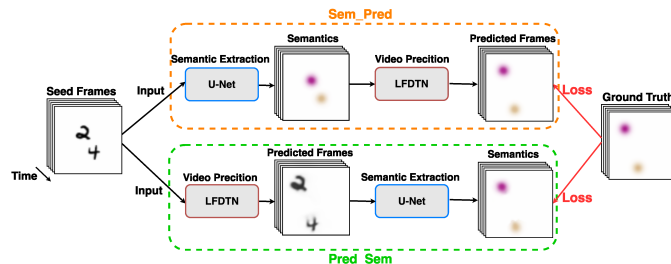 Sem_Pred
Semantic Extraction
U-Net
Semantics
Video Precition
LFDTN
Predicted Frames
Seed Frames
2
4
Time
Input
Input
Loss
Loss
Ground Truth
Video Precition
LFDTN
Predicted Frames
2
4
Semantic Extraction
U-Net
Semantics
Pred_Sem